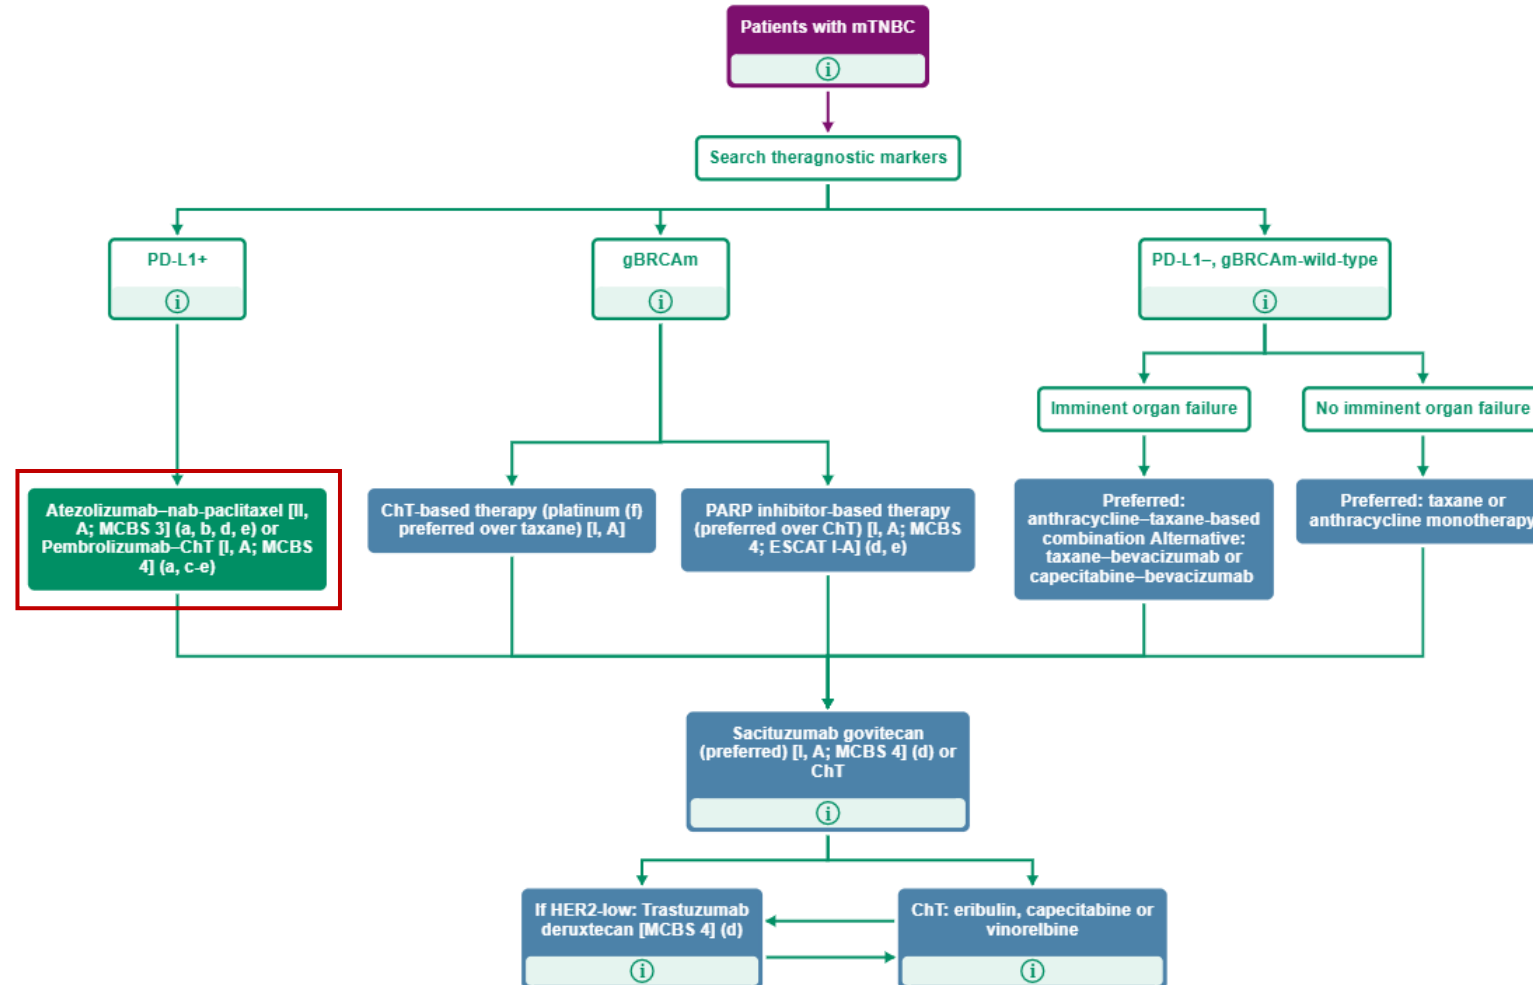 Patients with mTNBC
i
Search theragnostic markers
PD-L1+
i
gBRCAm
i
PD-L1–, gBRCAm-wild-type
i
Imminent organ failure
No imminent organ failure
Atezolizumab–nab-paclitaxel [II,
A; MCBS 3] (a, b, d, e) or
Pembrolizumab–ChT [I, A; MCBS
4] (a, c-e)
ChT-based therapy (platinum (f)
preferred over taxane) [I, A]
PARP inhibitor-based therapy
(preferred over ChT) [I, A; MCBS
4; ESCAT I-A] (d, e)
Preferred:
anthracycline–taxane-based
combination Alternative:
taxane–bevacizumab or
capecitabine–bevacizumab
Preferred: taxane or
anthracycline monotherapy
Sacituzumab govitecan
(preferred) [I, A; MCBS 4] (d) or
ChT
i
If HER2-low: Trastuzumab
deruxtecan [MCBS 4] (d)
i
ChT: eribulin, capecitabine or
vinorelbine
i